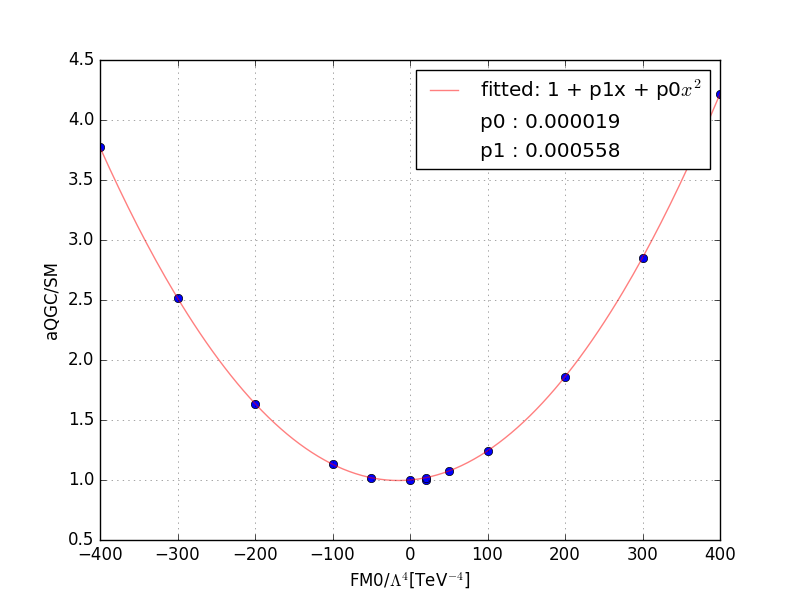 4.5
4.0
3.5
3.0
2.5
2.0
1.5
1.0
0.5
aQGC/SM
fitted: 1 + p1x + p0x²
p0 : 0.000019
p1 : 0.000558
−400 −300 −200 −100 0 100 200 300 400
FM0/Λ⁴[TeV⁻⁴]